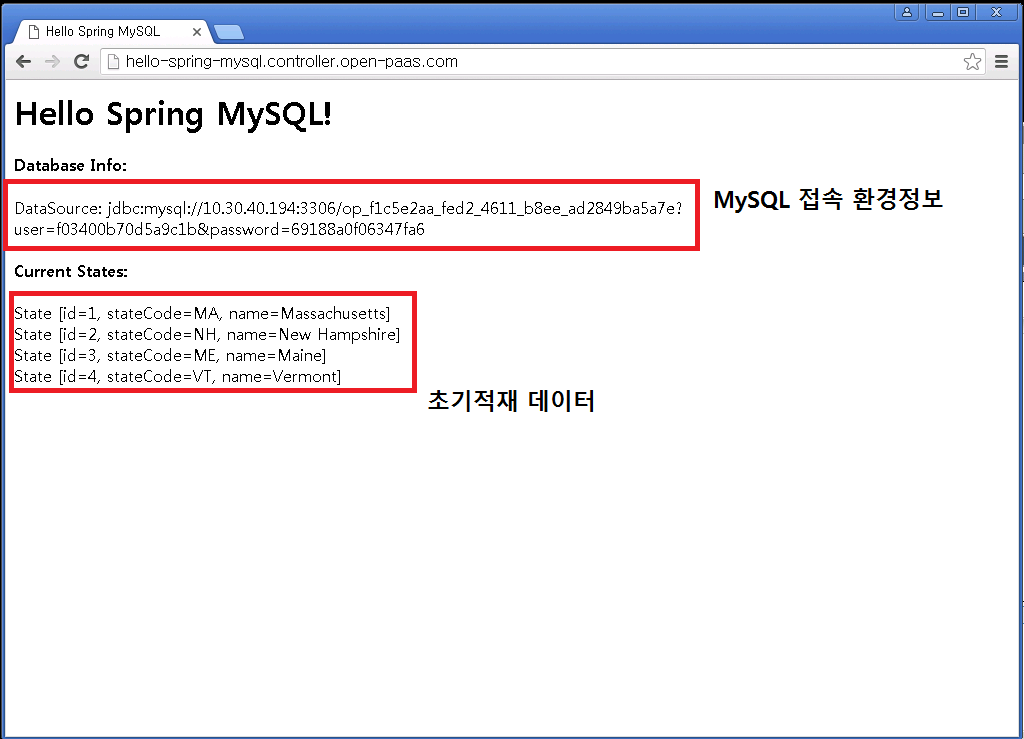 Hello Spring MySQL
hello-spring-mysql.controller.open-paas.com
Hello Spring MySQL!
Database Info:
DataSource: jdbc:mysql://10.30.40.194:3306/op_f1c5e2aa_fed2_4611_b8ee_ad2849ba5a7e?
user=f03400b70d5a9c1b&password=69188a0f06347fa6
MySQL 접속 환경정보
Current States:
State [id=1, stateCode=MA, name=Massachusetts]
State [id=2, stateCode=NH, name=New Hampshire]
State [id=3, stateCode=ME, name=Maine]
State [id=4, stateCode=VT, name=Vermont]
초기적재 데이터